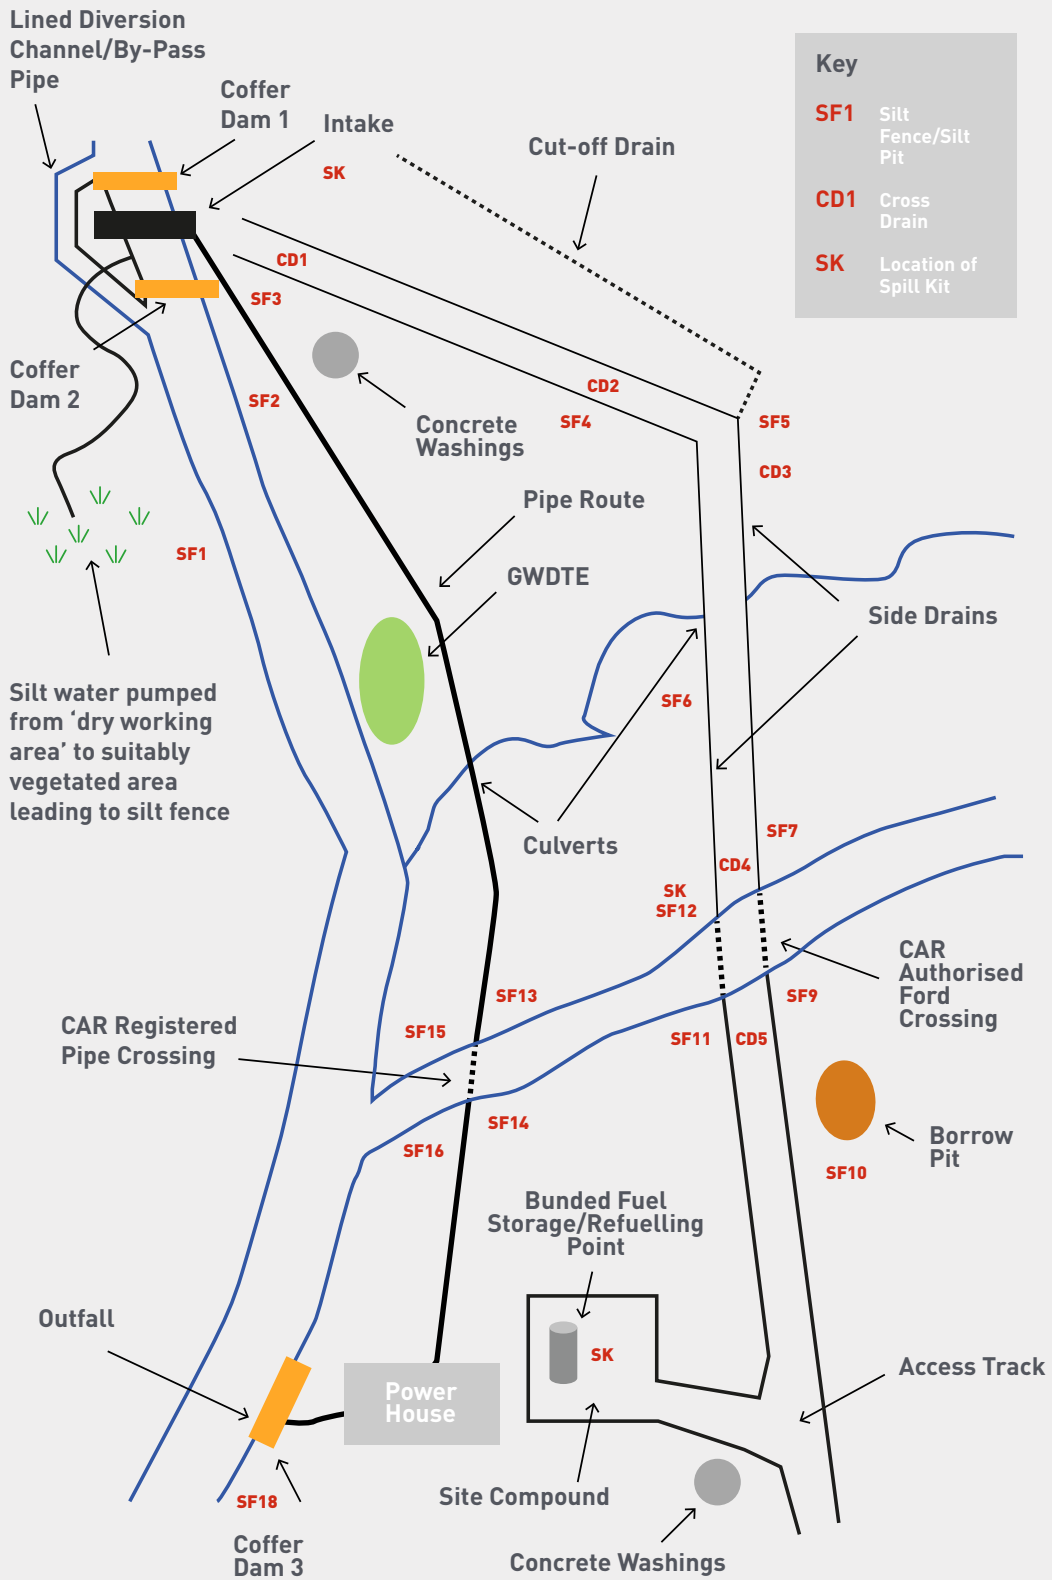 Lined Diversion
Channel/By-Pass
Pipe
Coffer
Dam 1
Intake
SK
Cut-off Drain
Key
SF1 Silt
Fence/Silt
Pit
CD1 Cross
Drain
SK Location of
Spill Kit
CD1
SF3
Coffer
Dam 2
SF2
CD2
SF4
SF5
Concrete
Washings
CD3
Pipe Route
SF1
GWDTE
Side Drains
Silt water pumped
from ‘dry working
area’ to suitably
vegetated area
leading to silt fence
SF6
Culverts
SF7
CD4
SK
SF12
CAR
Authorised
Ford
Crossing
SF13
SF9
CAR Registered
Pipe Crossing
SF15
SF11
CD5
SF14
SF16
Borrow
Pit
SF10
Bunded Fuel
Storage/Refuelling
Point
Outfall
SK
Access Track
Power
House
SF18
Site Compound
Coffer
Dam 3
Concrete Washings